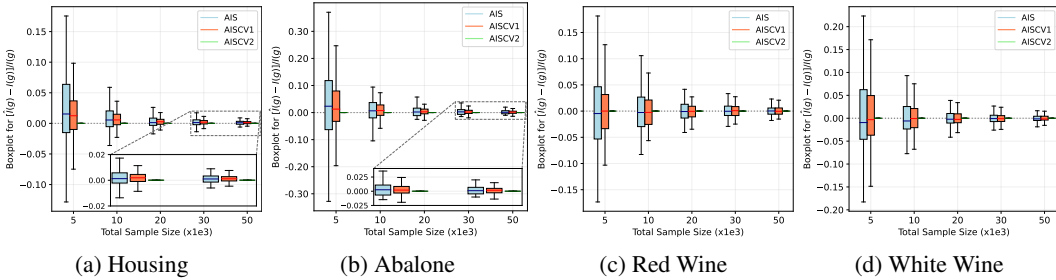 Boxplot for [Î(g) − I(g)]/I(g)
0.15
0.10
0.05
0.00
−0.05
−0.10
AIS
AISCV1
AISCV2
0.02
0.00
−0.02
5 10 20 30 50
Total Sample Size (x1e3)
(a) Housing
Boxplot for [Î(g) − I(g)]/I(g)
0.40
0.30
0.20
0.10
0.00
−0.10
−0.20
−0.30
AIS
AISCV1
AISCV2
0.025
0.000
−0.025
5 10 20 30 50
Total Sample Size (x1e3)
(b) Abalone
Boxplot for [Î(g) − I(g)]/I(g)
0.15
0.10
0.05
0.00
−0.05
−0.10
−0.15
AIS
AISCV1
AISCV2
5 10 20 30 50
Total Sample Size (x1e3)
(c) Red Wine
Boxplot for [Î(g) − I(g)]/I(g)
0.20
0.15
0.10
0.05
0.00
−0.05
−0.10
−0.15
−0.20
AIS
AISCV1
AISCV2
5 10 20 30 50
Total Sample Size (x1e3)
(d) White Wine